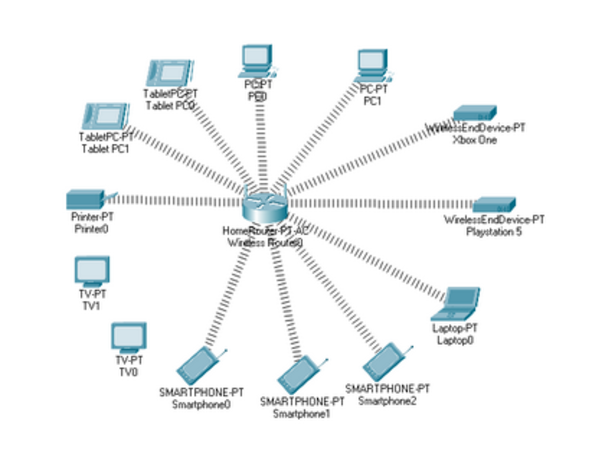 TabletPC-PT
Tablet PC0
PC-PT
PC0
PC-PT
PC1
TabletPC-PT
Tablet PC1
WirelessEndDevice-PT
Xbox One
Printer-PT
Printer0
HomeRouter-PT-AC
Wireless Router0
WirelessEndDevice-PT
Playstation 5
TV-PT
TV1
Laptop-PT
Laptop0
TV-PT
TV0
SMARTPHONE-PT
Smartphone0
SMARTPHONE-PT
Smartphone1
SMARTPHONE-PT
Smartphone2